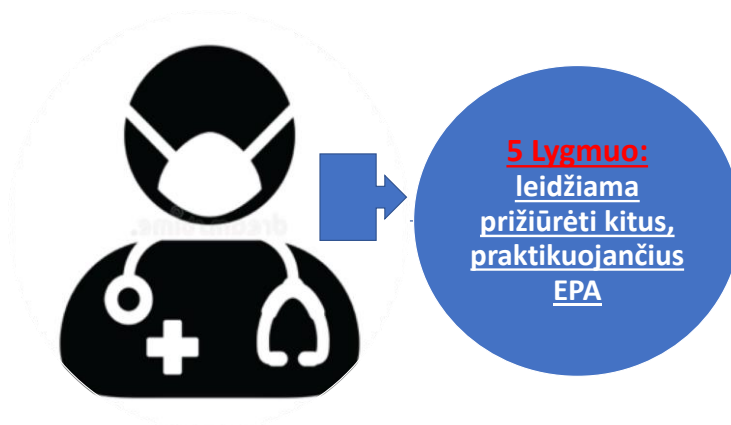 5 Lygmuo:
leidžiama
prižiūrėti kitus,
praktikuojančius
EPA